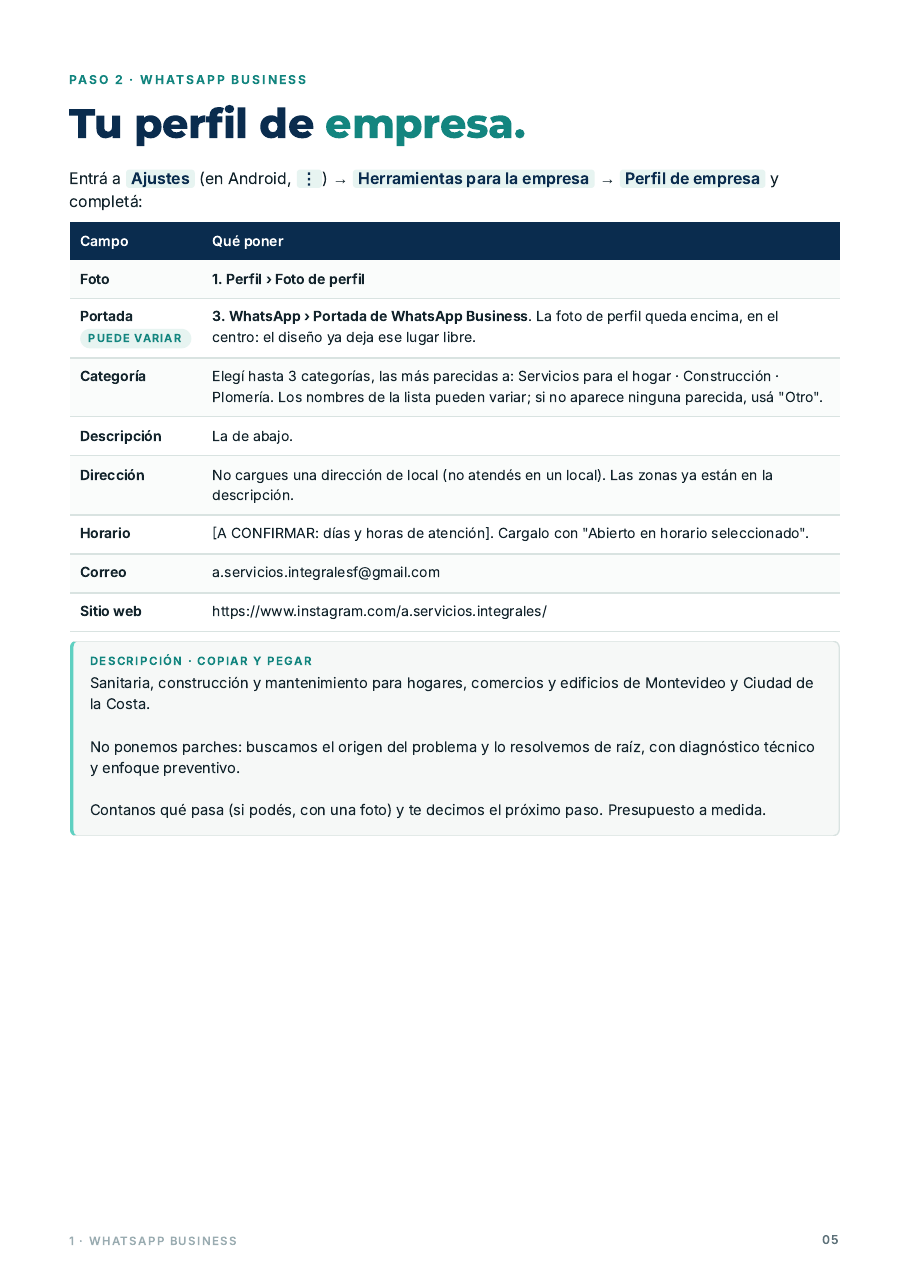 PASO 2 · WHATSAPP BUSINESS
Tu perfil de empresa.
Entrá a Ajustes (en Android, ⋮ ) → Herramientas para la empresa → Perfil de empresa y
completá:
Campo Qué poner
Foto 1. Perfil › Foto de perfil
Portada 3. WhatsApp › Portada de WhatsApp Business. La foto de perfil queda encima, en el
PUEDE VARIAR centro: el diseño ya deja ese lugar libre.
Categoría Elegí hasta 3 categorías, las más parecidas a: Servicios para el hogar · Construcción ·
Plomería. Los nombres de la lista pueden variar; si no aparece ninguna parecida, usá "Otro".
Descripción La de abajo.
Dirección No cargues una dirección de local (no atendés en un local). Las zonas ya están en la
descripción.
Horario [A CONFIRMAR: días y horas de atención]. Cargalo con "Abierto en horario seleccionado".
Correo a.servicios.integralesf@gmail.com
Sitio web https://www.instagram.com/a.servicios.integrales/
DESCRIPCIÓN · COPIAR Y PEGAR
Sanitaria, construcción y mantenimiento para hogares, comercios y edificios de Montevideo y Ciudad de
la Costa.
No ponemos parches: buscamos el origen del problema y lo resolvemos de raíz, con diagnóstico técnico
y enfoque preventivo.
Contanos qué pasa (si podés, con una foto) y te decimos el próximo paso. Presupuesto a medida.
1 · WHATSAPP BUSINESS 05